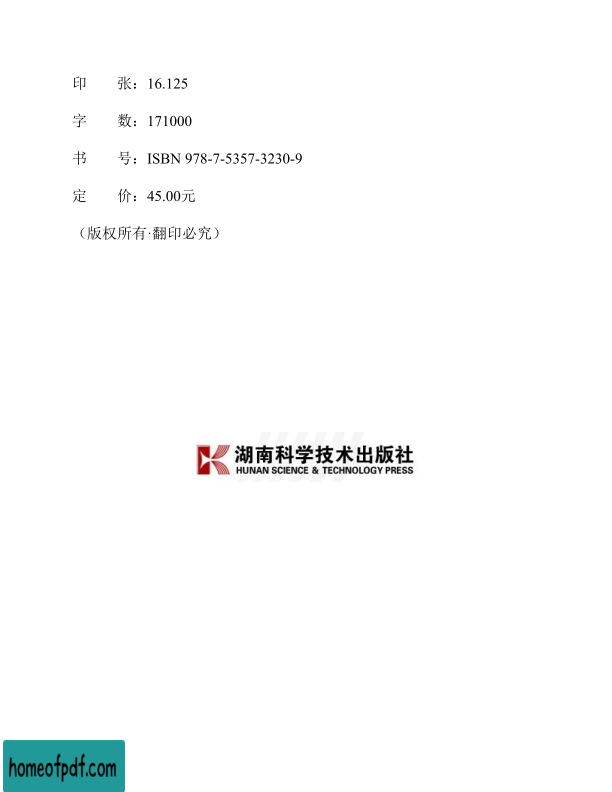 印　　张：16.125
字　　数：171000
书　　号：ISBN 978-7-5357-3230-9
定　　价：45.00元
（版权所有·翻印必究）
湖南科学技术出版社
HUNAN SCIENCE & TECHNOLOGY PRESS
homeofpdf.com